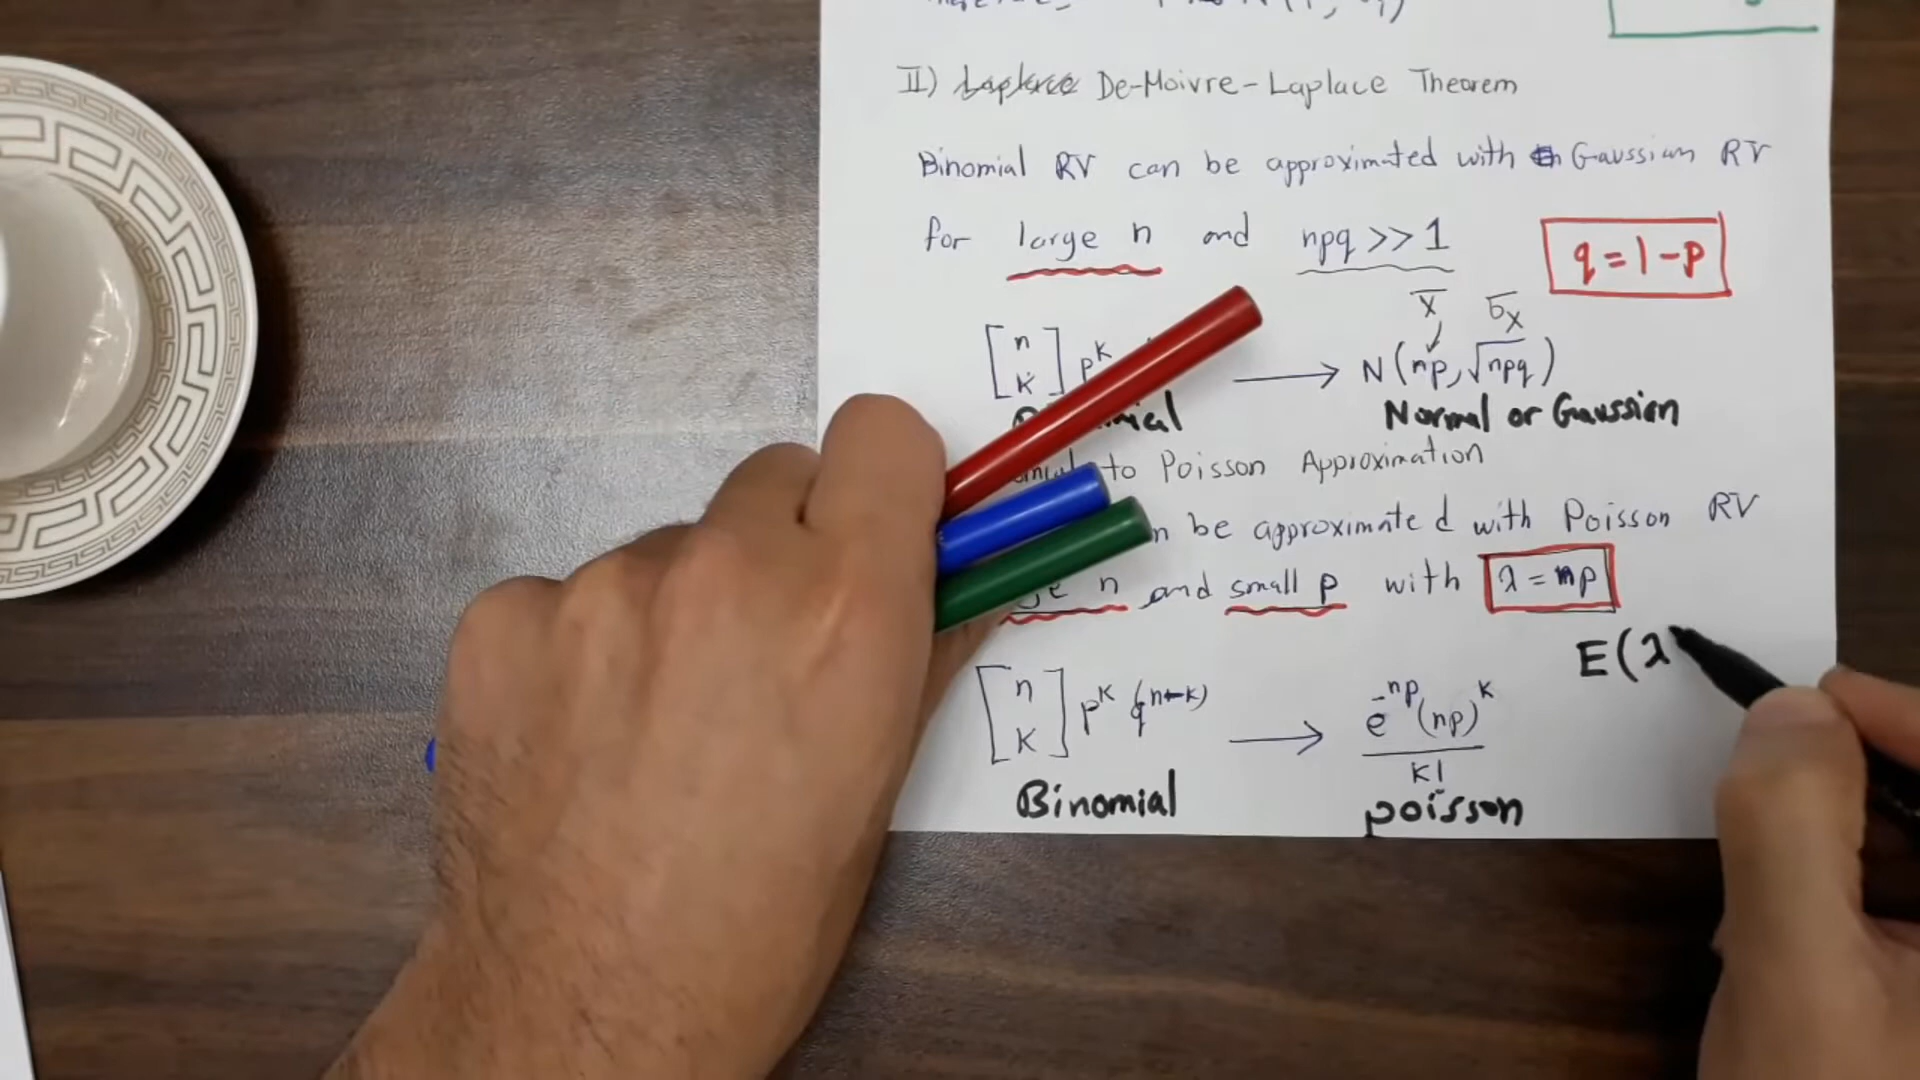 II) De-Moivre-Laplace Theorem
Binomial RV can be approximated with Gaussian RV
for large n and npq >> 1
q = 1 - p
x̄ σx
[n k] p^k → N(np, √npq)
Normal or Gaussian
to Poisson Approximation
be approximated with Poisson RV
n and small p with λ = np
E(λ
[n k] p^k q^(n-k) → e^-np (np)^k / k!
Binomial poisson